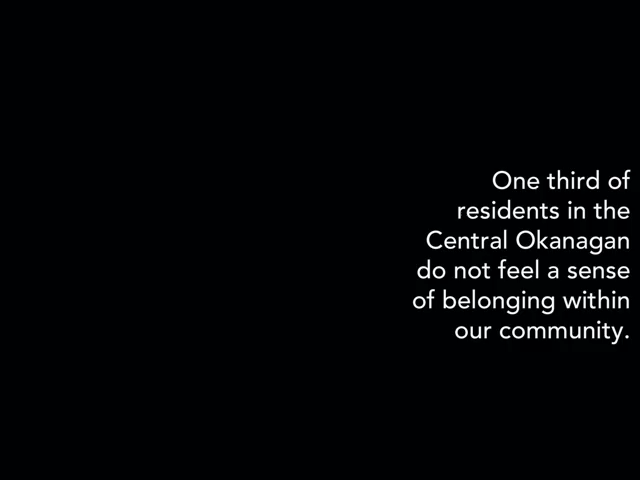 One third of
residents in the
Central Okanagan
do not feel a sense
of belonging within
our community.